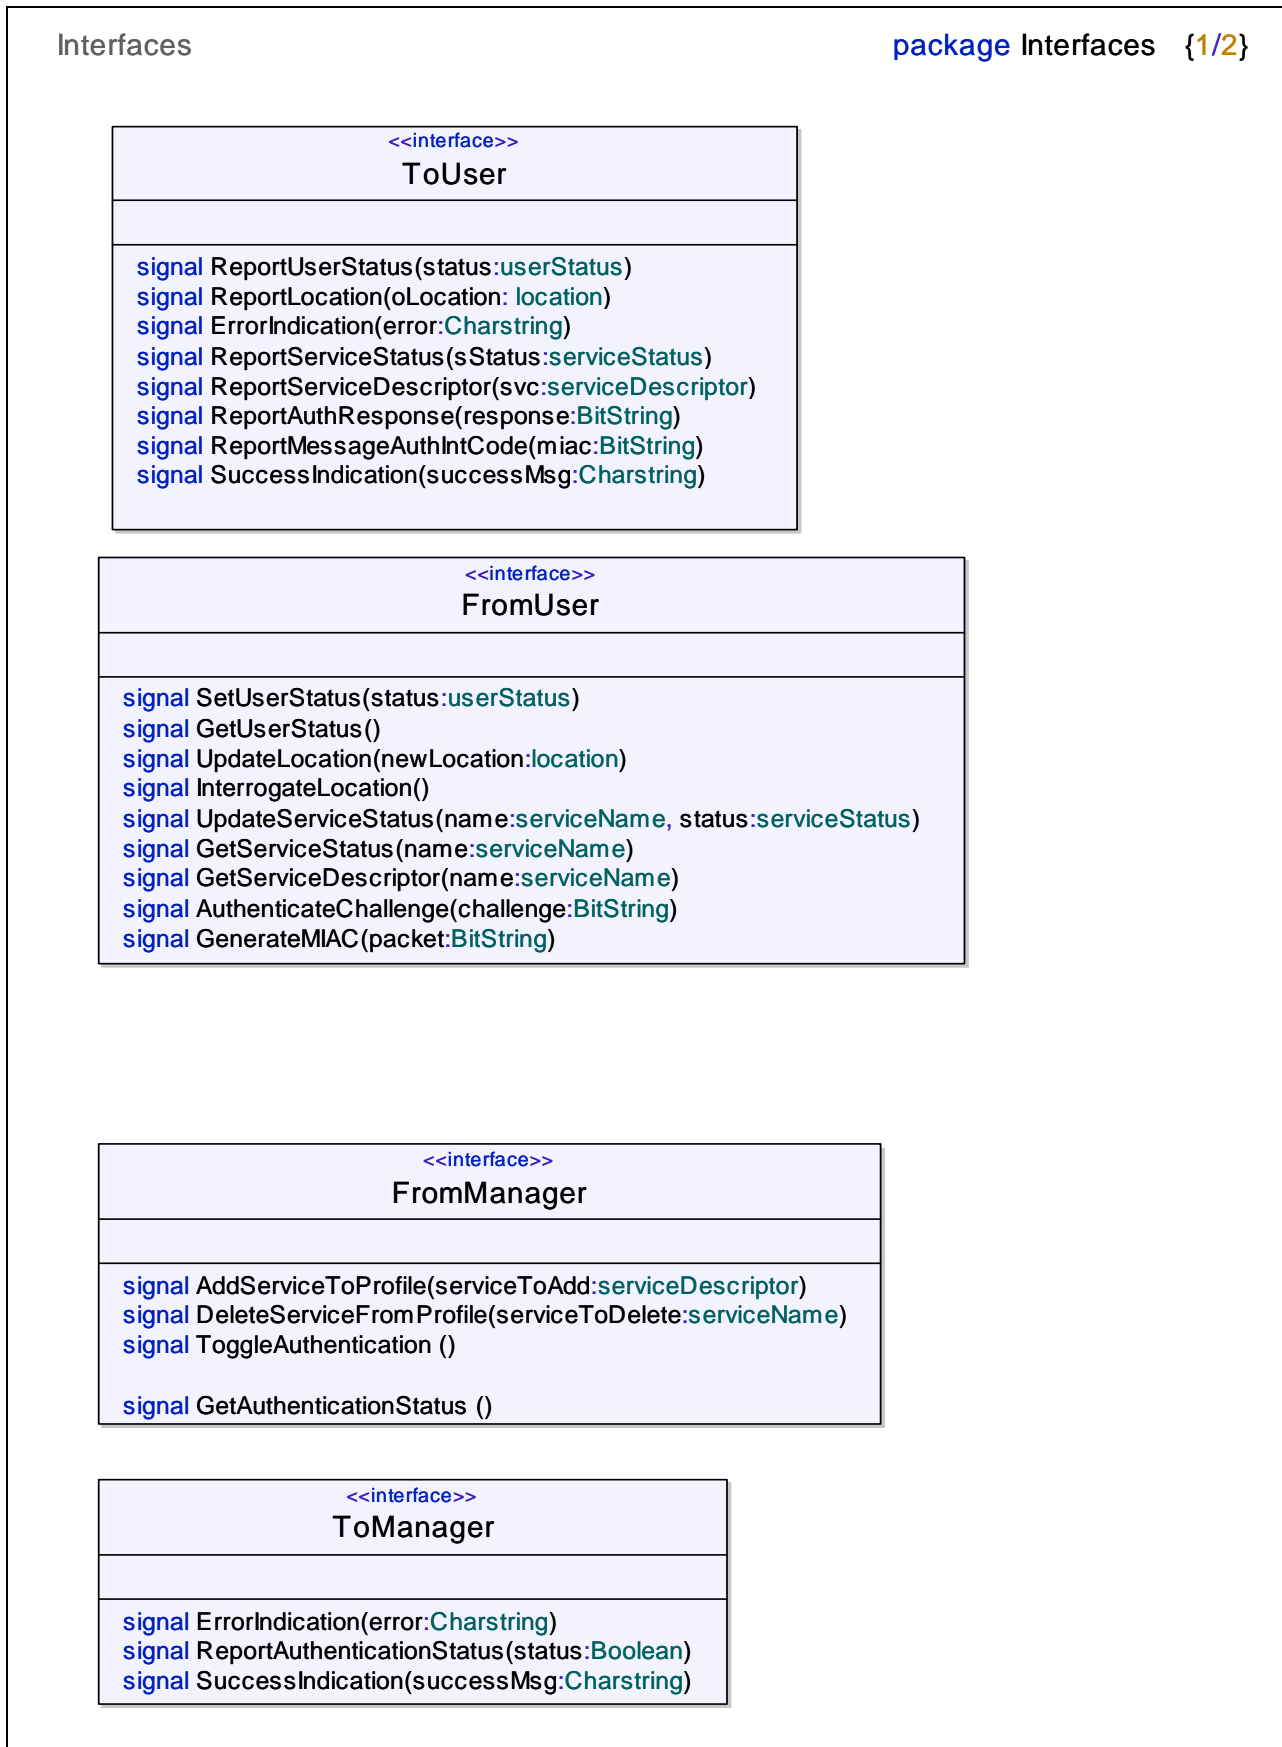 Interfaces
package Interfaces {1/2}
<<interface>>
ToUser
signal ReportUserStatus(status:userStatus)
signal ReportLocation(oLocation: location)
signal ErrorIndication(error:Charstring)
signal ReportServiceStatus(sStatus:serviceStatus)
signal ReportServiceDescriptor(svc:serviceDescriptor)
signal ReportAuthResponse(response:BitString)
signal ReportMessageAuthIntCode(miac:BitString)
signal SuccessIndication(successMsg:Charstring)
<<interface>>
FromUser
signal SetUserStatus(status:userStatus)
signal GetUserStatus()
signal UpdateLocation(newLocation:location)
signal InterrogateLocation()
signal UpdateServiceStatus(name:serviceName, status:serviceStatus)
signal GetServiceStatus(name:serviceName)
signal GetServiceDescriptor(name:serviceName)
signal AuthenticateChallenge(challenge:BitString)
signal GenerateMIAC(packet:BitString)
<<interface>>
FromManager
signal AddServiceToProfile(serviceToAdd:serviceDescriptor)
signal DeleteServiceFromProfile(serviceToDelete:serviceName)
signal ToggleAuthentication ()
signal GetAuthenticationStatus ()
<<interface>>
ToManager
signal ErrorIndication(error:Charstring)
signal ReportAuthenticationStatus(status:Boolean)
signal SuccessIndication(successMsg:Charstring)